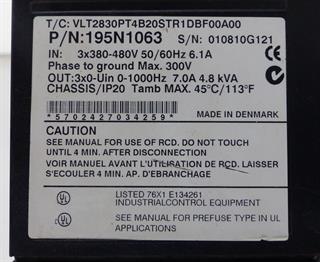 T/C: VLT2830PT4B20STR1DBF00A00
P/N:195N1063 S/N: 010810G121
IN: 3x380-480V 50/60Hz 6.1A
Phase to ground Max. 300V
OUT:3x0-Uin 0-1000Hz 7.0A 4.8 kVA
CHASSIS/IP20 Tamb MAX. 45°C/113°F
*5702427034259* MADE IN DENMARK
CAUTION
SEE MANUAL FOR USE OF RCD. DO NOT TOUCH
UNTIL 4 MIN. AFTER DISCONNECTION
VOIR MANUEL AVANT L'UTILISATION DE RCD. LAISSER
S'ECOULER 4 MIN. AP. D'EBRANCHAGE
UL LISTED 76X1 E134261
INDUSTRIALCONTROL EQUIPMENT
UL SEE MANUAL FOR PREFUSE TYPE IN UL
APPLICATIONS